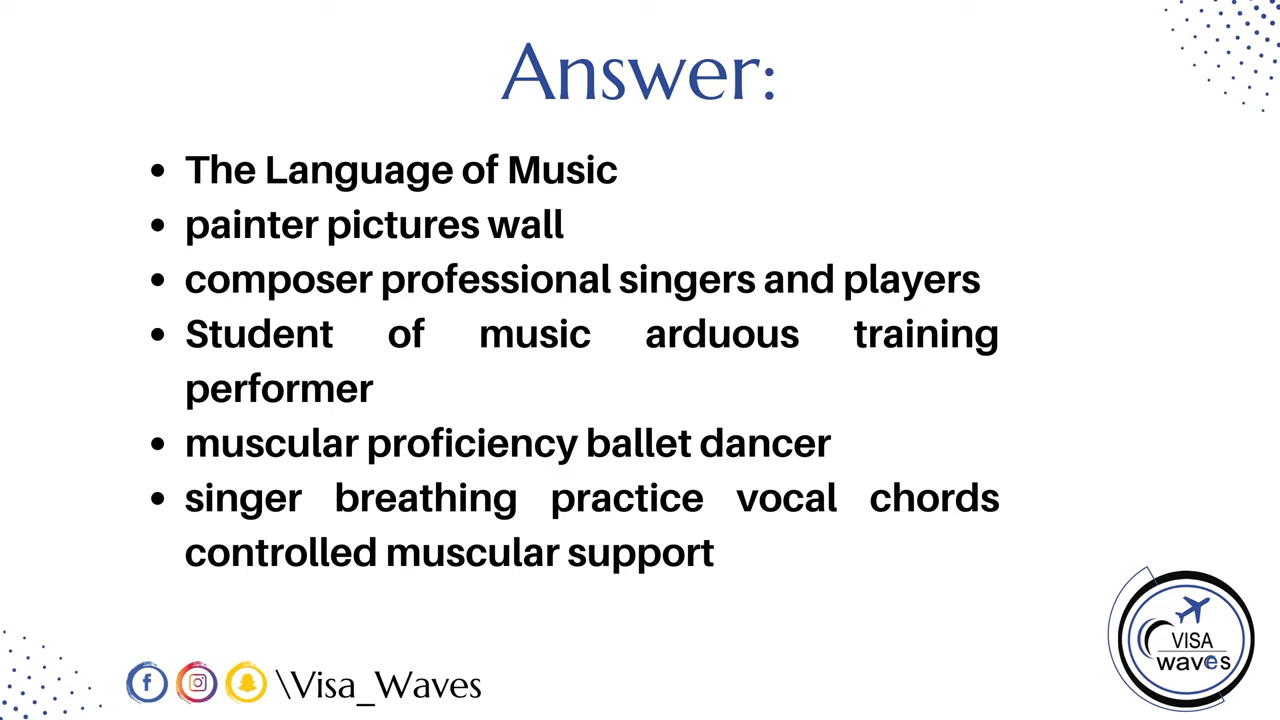 Answer:
• The Language of Music
• painter pictures wall
• composer professional singers and players
• Student of music arduous training
performer
• muscular proficiency ballet dancer
• singer breathing practice vocal chords
controlled muscular support
\Visa_Waves
VISA
waves